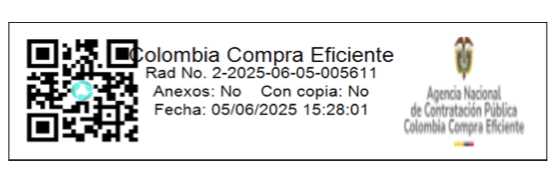 Colombia Compra Eficiente
Rad No. 2-2025-06-05-005611
Anexos: No Con copia: No
Fecha: 05/06/2025 15:28:01
Agencia Nacional
de Contratación Pública
Colombia Compra Eficiente